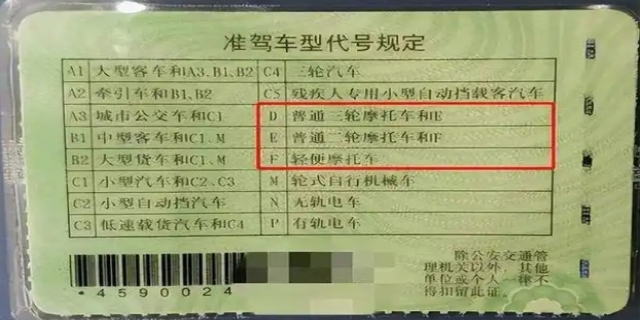 准驾车型代号规定
A1 大型客车和A3、B1、B2 C4 三轮汽车
A2 牵引车和B1、B2 C5 残疾人专用小型自动挡载客汽车
A3 城市公交车和C1 D 普通三轮摩托车和E
B1 中型客车和C1、M E 普通二轮摩托车和F
B2 大型货车和C1、M F 轻便摩托车
C1 小型汽车和C2、C3 M 轮式自行机械车
C2 小型自动挡汽车 N 无轨电车
C3 低速载货汽车和C4 P 有轨电车
除公安交通管
理机关以外，其他
单位或个人一律不
得扣留此证。
*4590024